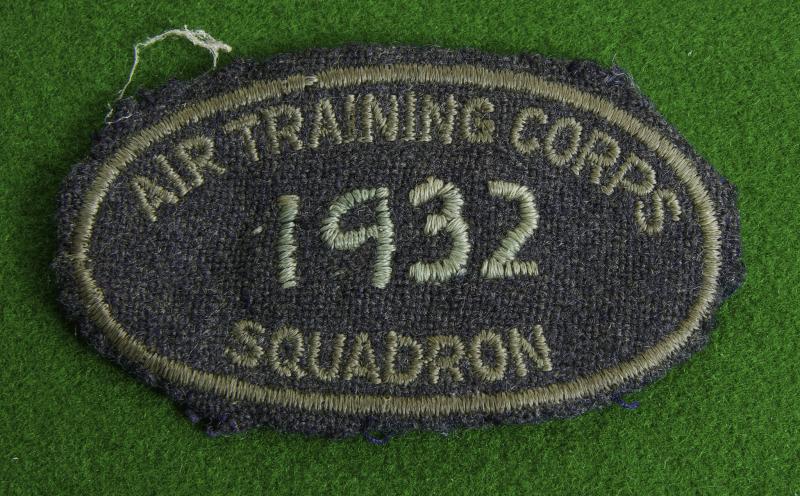 AIR TRAINING CORPS
1932
SQUADRON